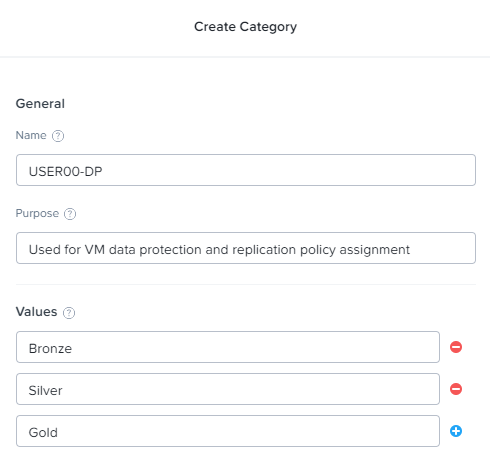 Create Category
General
Name ?
USER00-DP
Purpose ?
Used for VM data protection and replication policy assignment
Values ?
Bronze
Silver
Gold